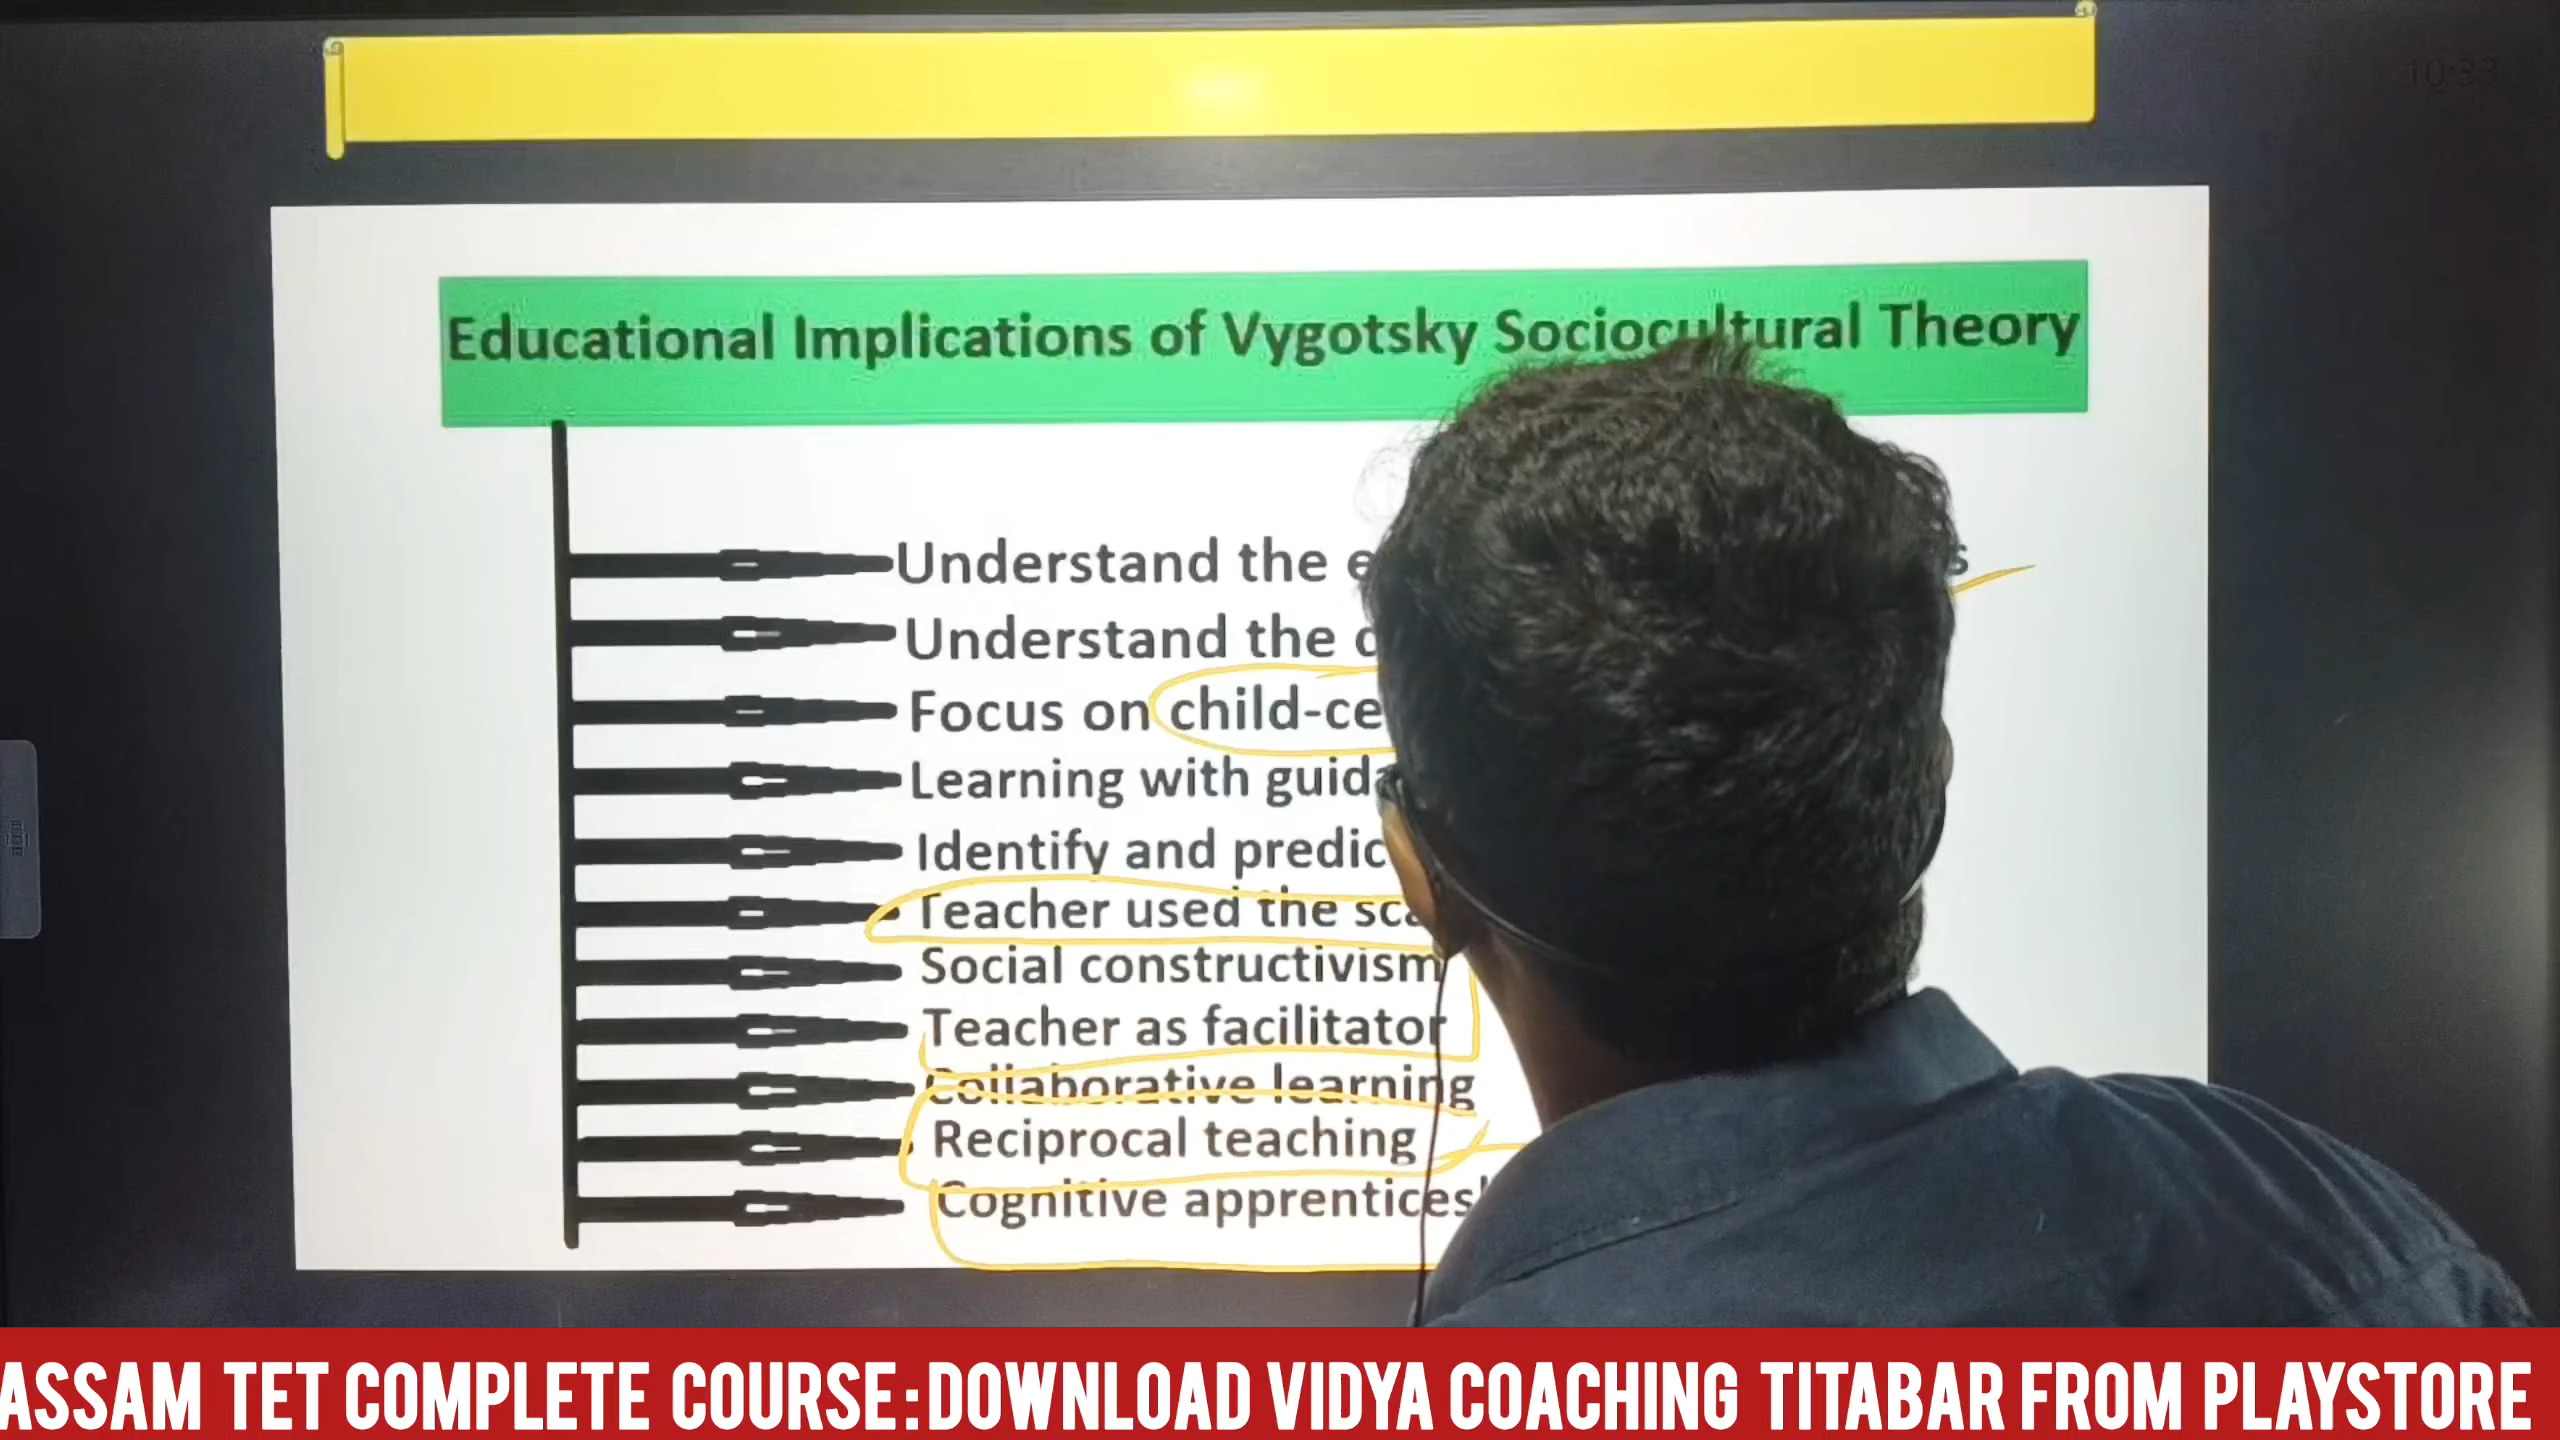 10:33
Educational Implications of Vygotsky Sociocultural Theory
Understand the
Understand the
Focus on child-ce
Learning with guida
Identify and predic
Teacher used the sca
Social constructivism
Teacher as facilitator
Collaborative learning
Reciprocal teaching
Cognitive apprentices
ASSAM TET COMPLETE COURSE:DOWNLOAD VIDYA COACHING TITABAR FROM PLAYSTORE